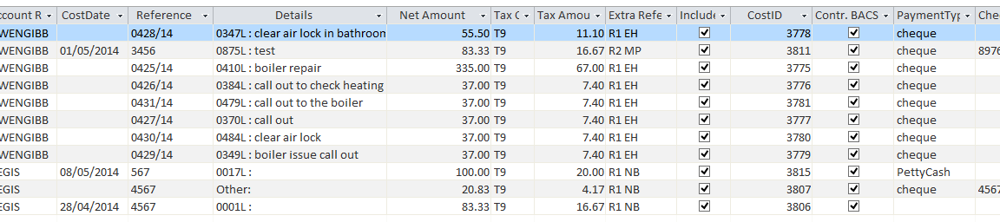 ccount R CostDate Reference Details Net Amount Tax C Tax Amou Extra Refe Include CostID Contr. BACS PaymentTyp Che
WENGIBB 0428/14 0347L : clear air lock in bathroon 55.50 T9 11.10 R1 EH 3778 cheque
WENGIBB 01/05/2014 3456 0875L : test 83.33 T9 16.67 R2 MP 3811 cheque 8976
WENGIBB 0425/14 0410L : boiler repair 335.00 T9 67.00 R1 EH 3775 cheque
WENGIBB 0426/14 0384L : call out to check heating 37.00 T9 7.40 R1 EH 3776 cheque
WENGIBB 0431/14 0479L : call out to the boiler 37.00 T9 7.40 R1 EH 3781 cheque
WENGIBB 0427/14 0370L : call out 37.00 T9 7.40 R1 EH 3777 cheque
WENGIBB 0430/14 0484L : clear air lock 37.00 T9 7.40 R1 EH 3780 cheque
WENGIBB 0429/14 0349L : boiler issue call out 37.00 T9 7.40 R1 EH 3779 cheque
EGIS 08/05/2014 567 0017L : 100.00 T9 20.00 R1 NB 3815 PettyCash
EGIS 4567 Other: 20.83 T9 4.17 R1 NB 3807 cheque 4567
EGIS 28/04/2014 4567 0001L : 83.33 T9 16.67 R1 NB 3806